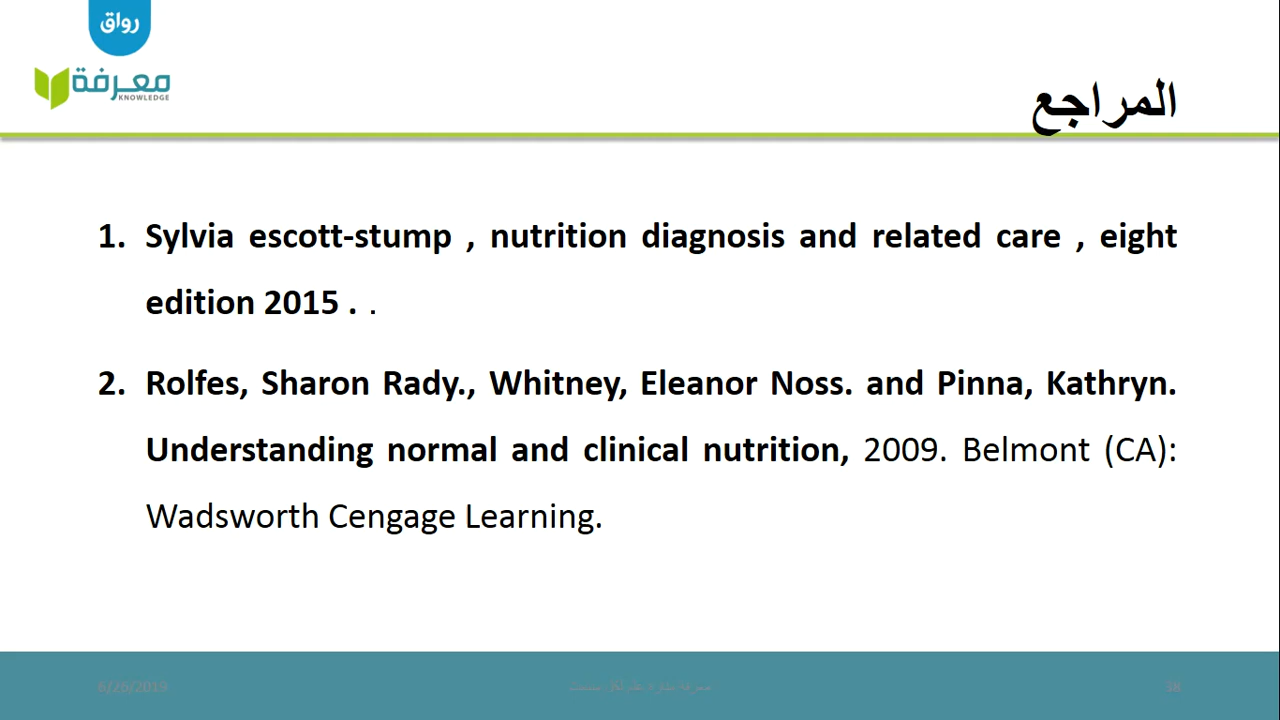 رواق
معرفة
KNOWLEDGE
المراجع
1. Sylvia escott-stump , nutrition diagnosis and related care , eight
edition 2015 . .
2. Rolfes, Sharon Rady., Whitney, Eleanor Noss. and Pinna, Kathryn.
Understanding normal and clinical nutrition, 2009. Belmont (CA):
Wadsworth Cengage Learning.
6/26/2019
38